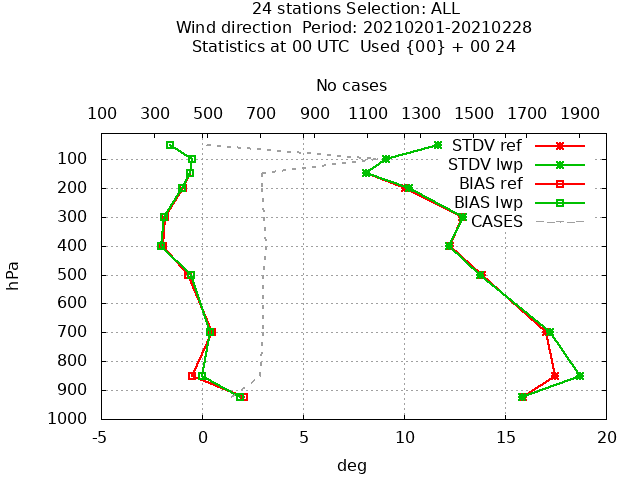 24 stations Selection: ALL
Wind direction  Period: 20210201-20210228
Statistics at 00 UTC  Used {00} + 00 24
No cases
100 300 500 700 900 1100 1300 1500 1700 1900
STDV ref
STDV lwp
BIAS ref
BIAS lwp
CASES
hPa
100
200
300
400
500
600
700
800
900
1000
-5 0 5 10 15 20
deg